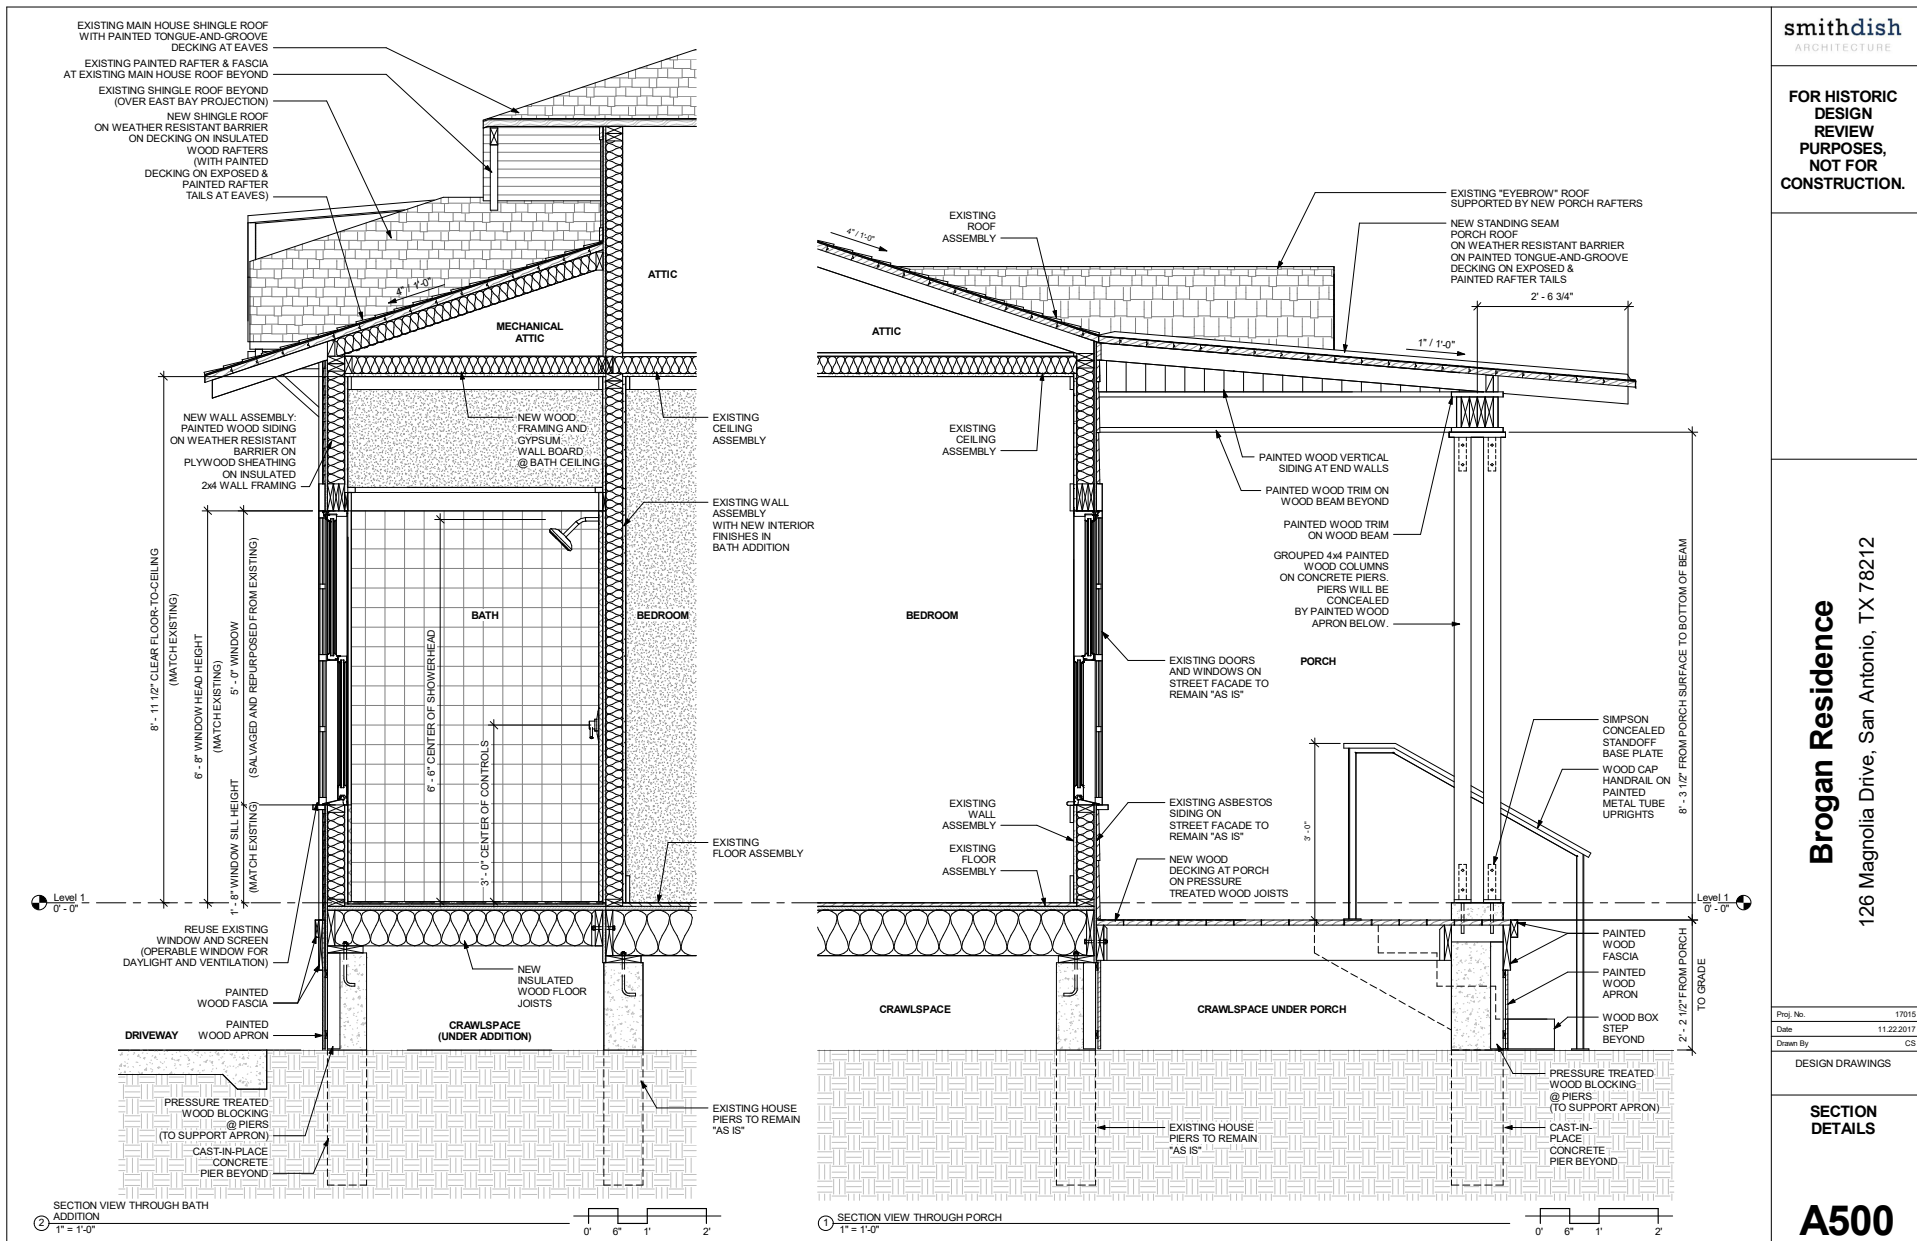 EXISTING MAIN HOUSE SHINGLE ROOF
WITH PAINTED TONGUE-AND-GROOVE
DECKING AT EAVES
EXISTING PAINTED RAFTER & FASCIA
AT EXISTING MAIN HOUSE ROOF BEYOND
EXISTING SHINGLE ROOF BEYOND
(OVER EAST BAY PROJECTION)
NEW SHINGLE ROOF
ON WEATHER RESISTANT BARRIER
ON DECKING ON INSULATED
WOOD RAFTERS
(WITH PAINTED
DECKING ON EXPOSED &
PAINTED RAFTER
TAILS AT EAVES)
4" / 1'-0"
ATTIC
MECHANICAL
ATTIC
NEW WALL ASSEMBLY:
PAINTED WOOD SIDING
ON WEATHER RESISTANT
BARRIER ON
PLYWOOD SHEATHING
ON INSULATED
2x4 WALL FRAMING
NEW WOOD
FRAMING AND
GYPSUM
WALL BOARD
@ BATH CEILING
EXISTING
CEILING
ASSEMBLY
EXISTING WALL
ASSEMBLY
WITH NEW INTERIOR
FINISHES IN
BATH ADDITION
8' - 11 1/2" CLEAR FLOOR-TO-CEILING
(MATCH EXISTING)
6' - 8" WINDOW HEAD HEIGHT
(MATCH EXISTING)
5' - 0" WINDOW
(SALVAGED AND REPURPOSED FROM EXISTING)
1' - 8" WINDOW SILL HEIGHT
(MATCH EXISTING)
6' - 6" CENTER OF SHOWERHEAD
3' - 0" CENTER OF CONTROLS
BATH
BEDROOM
EXISTING
FLOOR ASSEMBLY
Level 1
0' - 0"
REUSE EXISTING
WINDOW AND SCREEN
(OPERABLE WINDOW FOR
DAYLIGHT AND VENTILATION)
PAINTED
WOOD FASCIA
PAINTED
WOOD APRON
DRIVEWAY
NEW
INSULATED
WOOD FLOOR
JOISTS
CRAWLSPACE
(UNDER ADDITION)
PRESSURE TREATED
WOOD BLOCKING
@ PIERS
(TO SUPPORT APRON)
CAST-IN-PLACE
CONCRETE
PIER BEYOND
EXISTING HOUSE
PIERS TO REMAIN
"AS IS"
2
SECTION VIEW THROUGH BATH
ADDITION
1" = 1'-0"
0' 6" 1' 2'
4" / 1'-0"
EXISTING
ROOF
ASSEMBLY
ATTIC
EXISTING "EYEBROW" ROOF
SUPPORTED BY NEW PORCH RAFTERS
NEW STANDING SEAM
PORCH ROOF
ON WEATHER RESISTANT BARRIER
ON PAINTED TONGUE-AND-GROOVE
DECKING ON EXPOSED &
PAINTED RAFTER TAILS
2' - 6 3/4"
1" / 1'-0"
EXISTING
CEILING
ASSEMBLY
PAINTED WOOD VERTICAL
SIDING AT END WALLS
PAINTED WOOD TRIM ON
WOOD BEAM BEYOND
PAINTED WOOD TRIM
ON WOOD BEAM
GROUPED 4x4 PAINTED
WOOD COLUMNS
ON CONCRETE PIERS.
PIERS WILL BE
CONCEALED
BY PAINTED WOOD
APRON BELOW.
BEDROOM
PORCH
EXISTING DOORS
AND WINDOWS ON
STREET FACADE TO
REMAIN "AS IS"
8' - 3 1/2" FROM PORCH SURFACE TO BOTTOM OF BEAM
SIMPSON
CONCEALED
STANDOFF
BASE PLATE
WOOD CAP
HANDRAIL ON
PAINTED
METAL TUBE
UPRIGHTS
EXISTING
WALL
ASSEMBLY
EXISTING ASBESTOS
SIDING ON
STREET FACADE TO
REMAIN "AS IS"
3' - 0"
EXISTING
FLOOR
ASSEMBLY
NEW WOOD
DECKING AT PORCH
ON PRESSURE
TREATED WOOD JOISTS
Level 1
0' - 0"
PAINTED
WOOD
FASCIA
PAINTED
WOOD
APRON
2' - 2 1/2" FROM PORCH
TO GRADE
CRAWLSPACE
CRAWLSPACE UNDER PORCH
WOOD BOX
STEP
BEYOND
PRESSURE TREATED
WOOD BLOCKING
@ PIERS
(TO SUPPORT APRON)
EXISTING HOUSE
PIERS TO REMAIN
"AS IS"
CAST-IN-
PLACE
CONCRETE
PIER BEYOND
1
SECTION VIEW THROUGH PORCH
1" = 1'-0"
0' 6" 1' 2'
smithdish
ARCHITECTURE
FOR HISTORIC
DESIGN
REVIEW
PURPOSES,
NOT FOR
CONSTRUCTION.
Brogan Residence
126 Magnolia Drive, San Antonio, TX 78212
Proj. No. 17015
Date 11.22.2017
Drawn By CS
DESIGN DRAWINGS
SECTION
DETAILS
A500